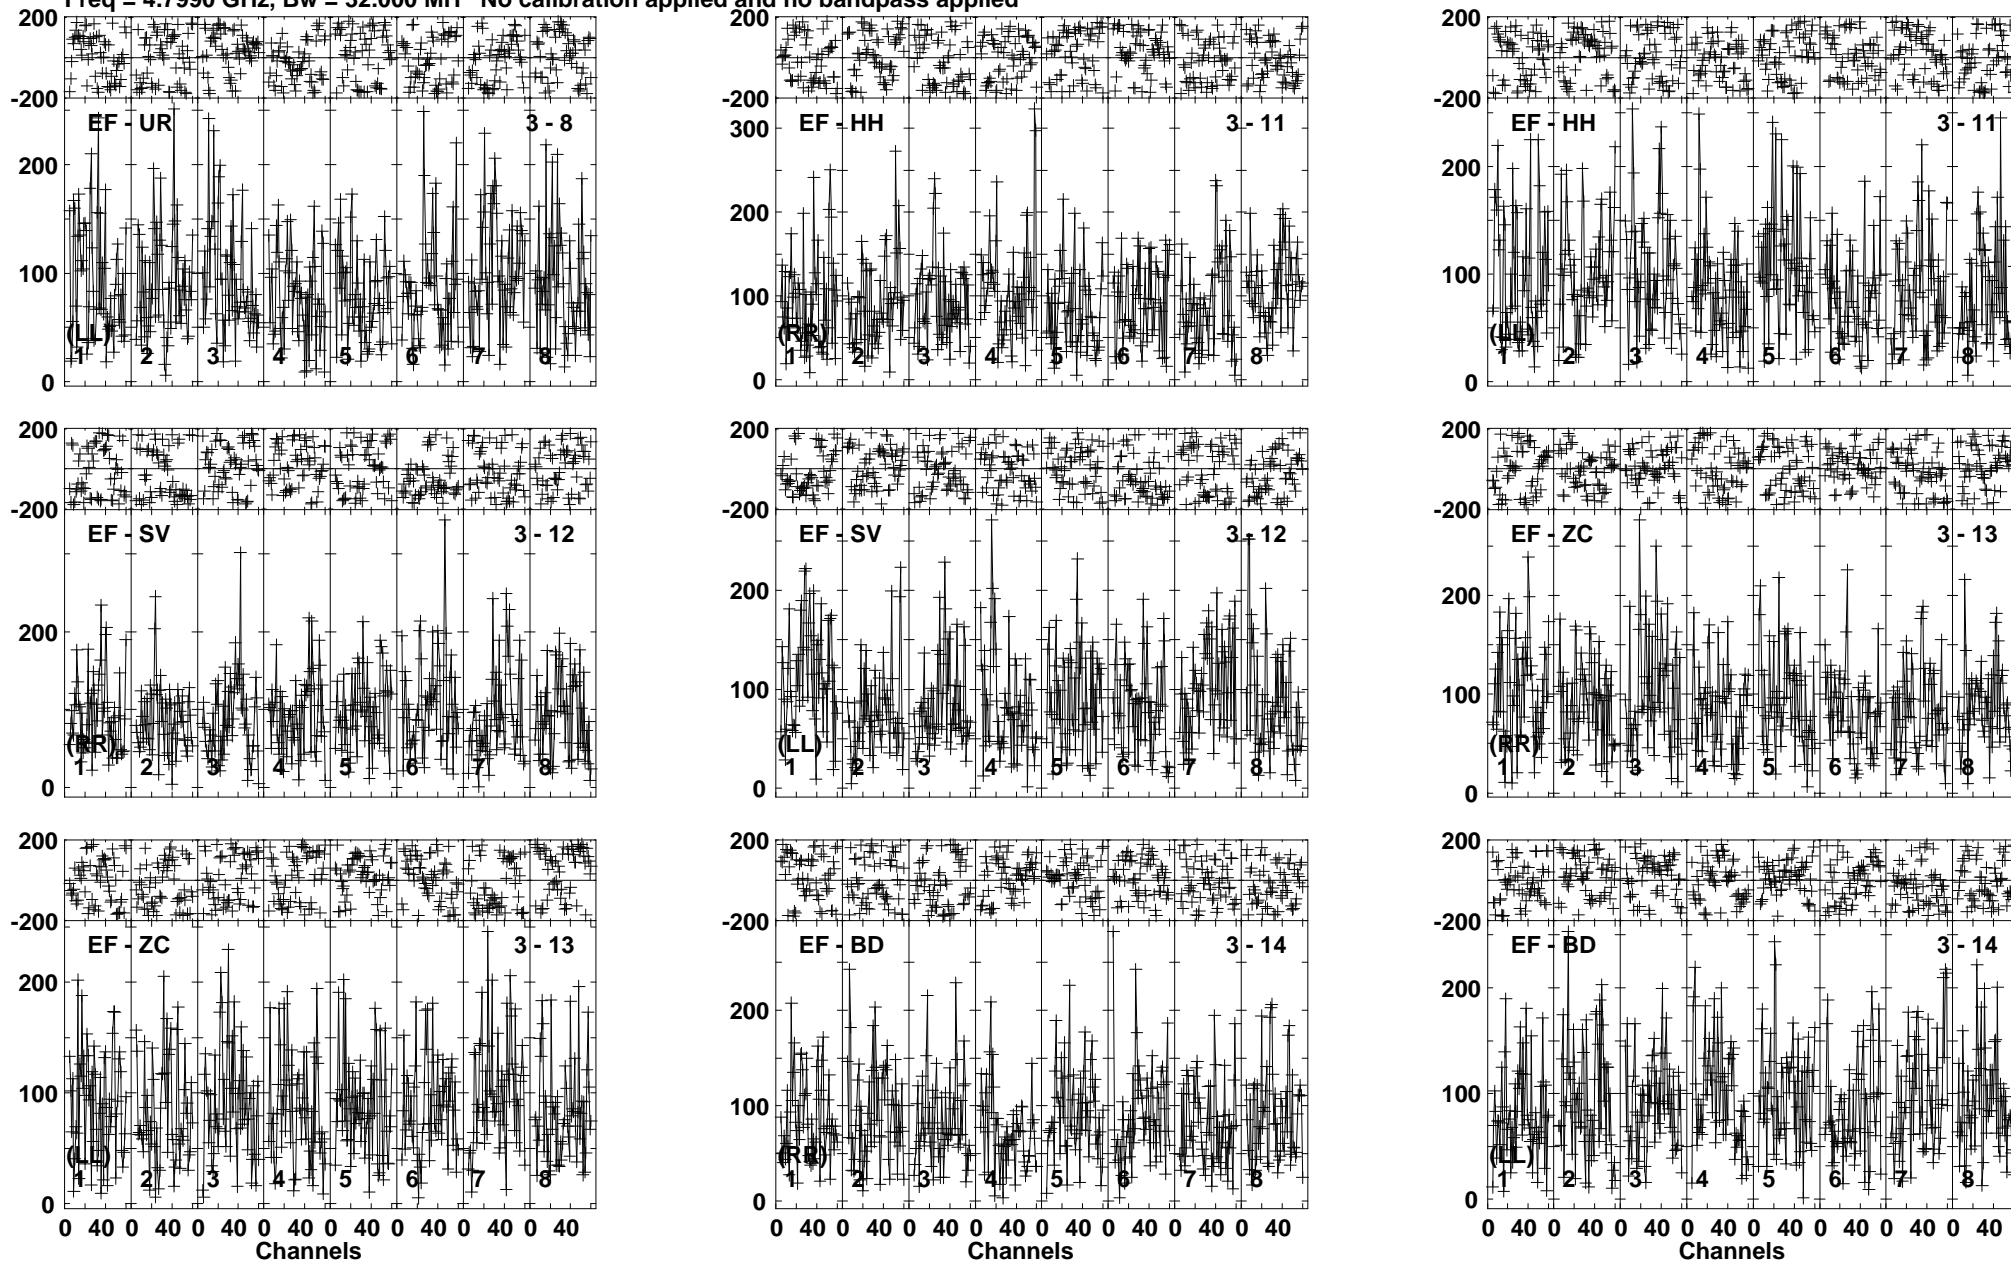 Freq = 4.7990 GHz, Bw = 32.000 MH No calibration applied and no bandpass applied
200 200 200
-200 -200 -200
EF - UR 3 - 8 EF - HH 3 - 11 EF - HH 3 - 11
300
200 200 200
100 100 100
(LL) (RR) (LL)
1 2 3 4 5 6 7 8 1 2 3 4 5 6 7 8 1 2 3 4 5 6 7 8
0 0 0
200 200 200
-200 -200 -200
EF - SV 3 - 12 EF - SV 3 - 12 EF - ZC 3 - 13
200 200 200
100 100
(RR) (LL) (RR)
1 2 3 4 5 6 7 8 1 2 3 4 5 6 7 8 1 2 3 4 5 6 7 8
0 0 0
200 200 200
-200 -200 -200
EF - ZC 3 - 13 EF - BD 3 - 14 EF - BD 3 - 14
200 200 200
100 100 100
(LL) (RR) (LL)
1 2 3 4 5 6 7 8 1 2 3 4 5 6 7 8 1 2 3 4 5 6 7 8
0 0 0
0 40 0 40 0 40 0 40 0 40 0 40 0 40 0 40 0 40 0 40 0 40 0 40 0 40 0 40 0 40 0 40 0 40 0 40 0 40 0 40 0 40 0 40 0 40 0 40
Channels Channels Channels